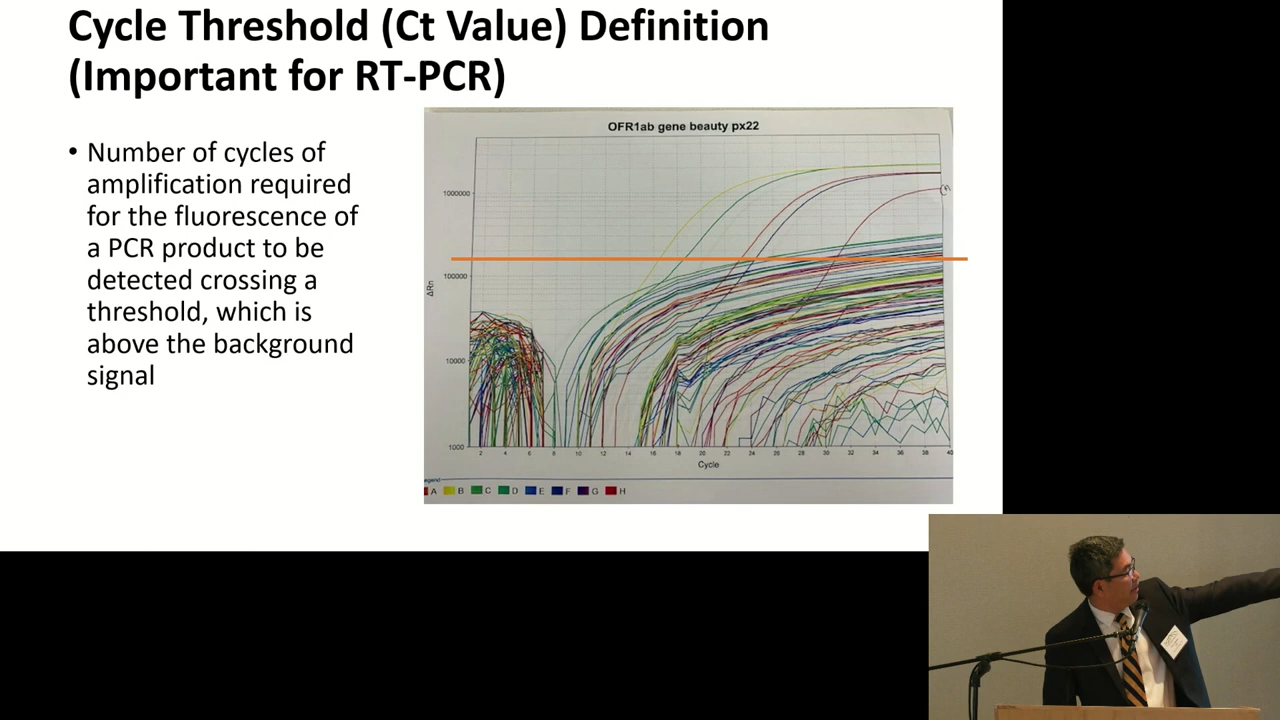 Cycle Threshold (Ct Value) Definition
(Important for RT-PCR)
• Number of cycles of
amplification required
for the fluorescence of
a PCR product to be
detected crossing a
threshold, which is
above the background
signal
OFR1ab gene beauty px22
1000000
100000
10000
1000
ΔRn
2 4 6 8 10 12 14 16 18 20 22 24 26 28 30 32 34 36 38 40
Cycle
A B C D E F G H